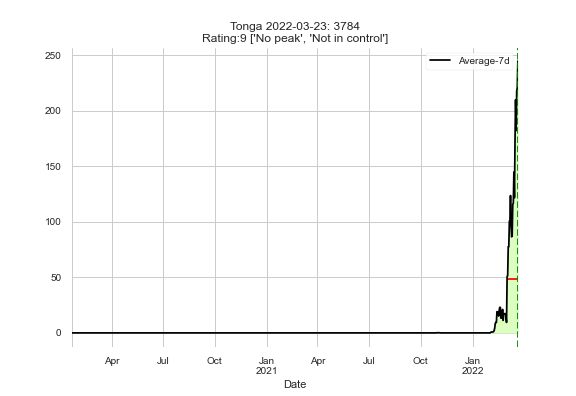 Tonga 2022-03-23: 3784
Rating:9 ['No peak', 'Not in control']
Average-7d
250
200
150
100
50
0
Apr
Jul
Oct
Jan
2021
Apr
Jul
Oct
Jan
2022
Date